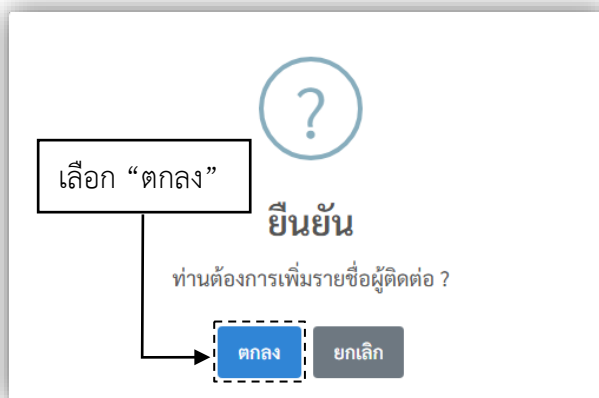 ?
เลือก “ตกลง”
ยืนยัน
ท่านต้องการเพิ่มรายชื่อผู้ติดต่อ ?
ตกลง ยกเลิก